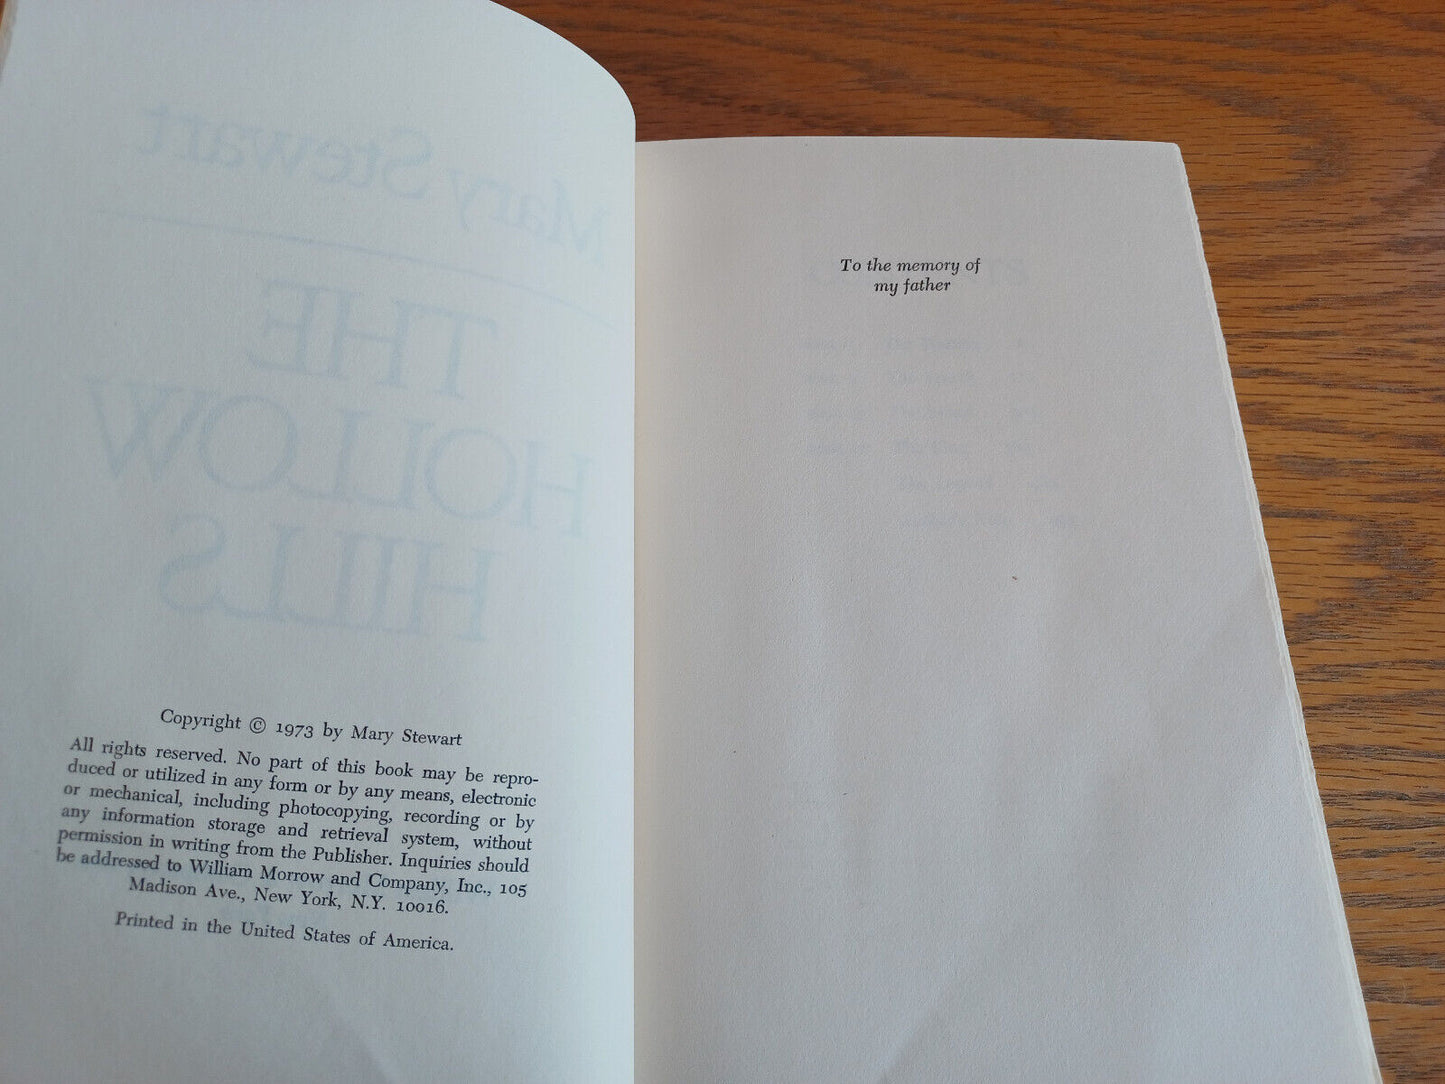 Mary Stewart
THE
HOLLOW
HILLS
Copyright © 1973 by Mary Stewart
All rights reserved. No part of this book may be repro-
duced or utilized in any form or by any means, electronic
or mechanical, including photocopying, recording or by
any information storage and retrieval system, without
permission in writing from the Publisher. Inquiries should
be addressed to William Morrow and Company, Inc., 105
Madison Ave., New York, N.Y. 10016.
Printed in the United States of America.
To the memory of
my father